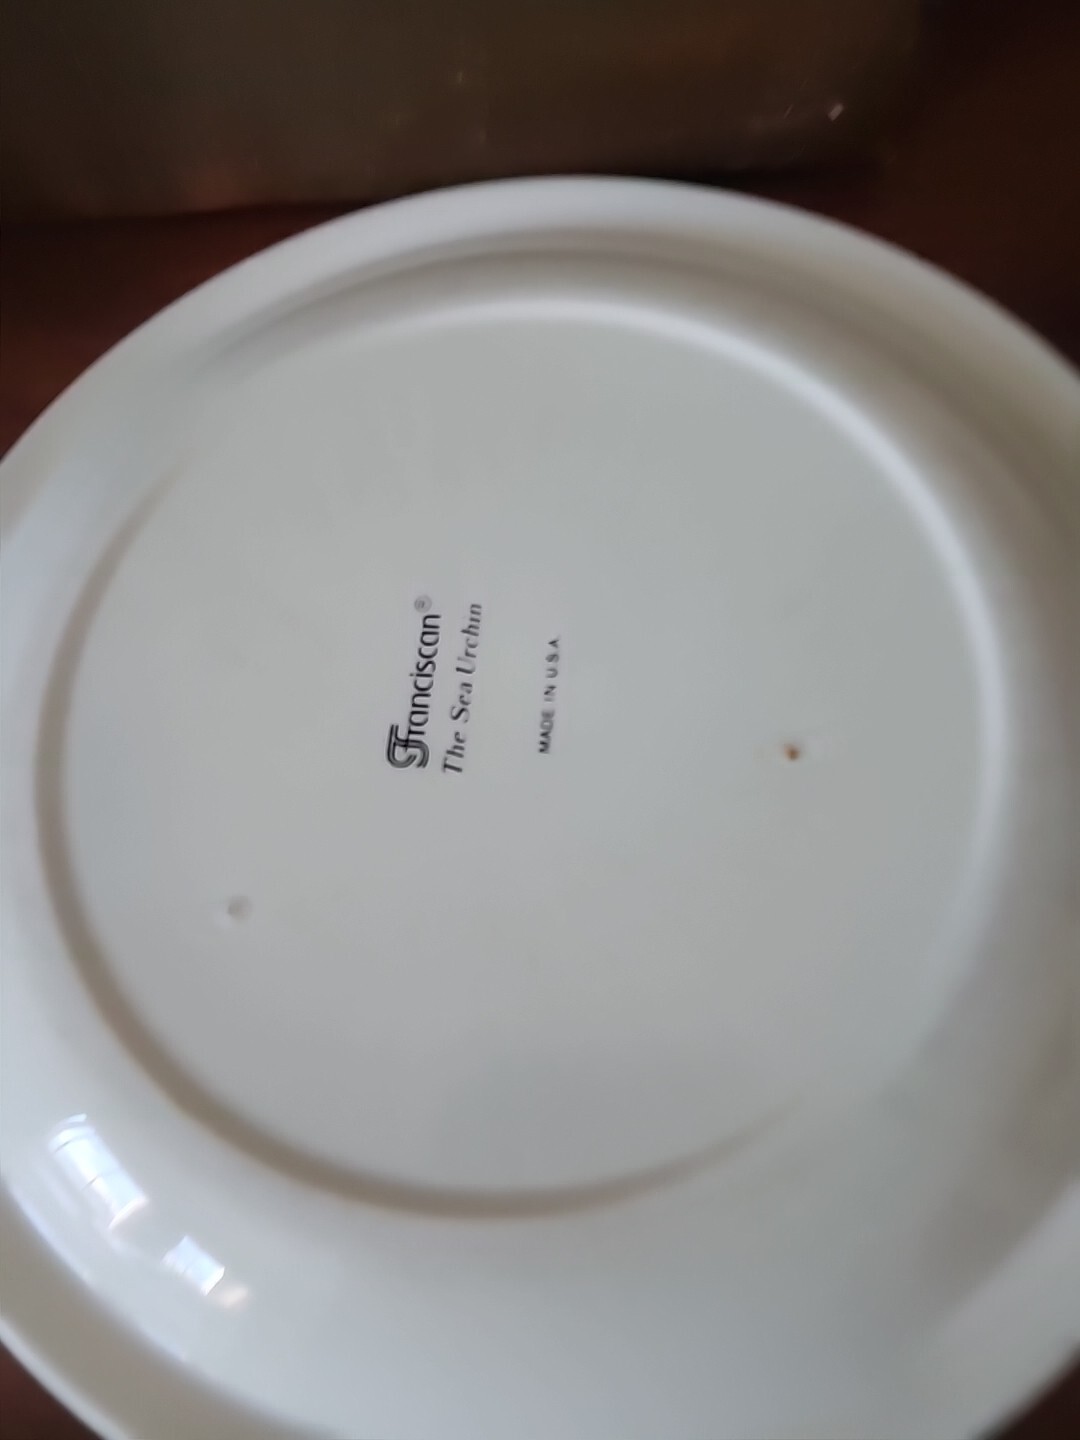 Franciscan®
The Sea Urchin
MADE IN U.S.A.